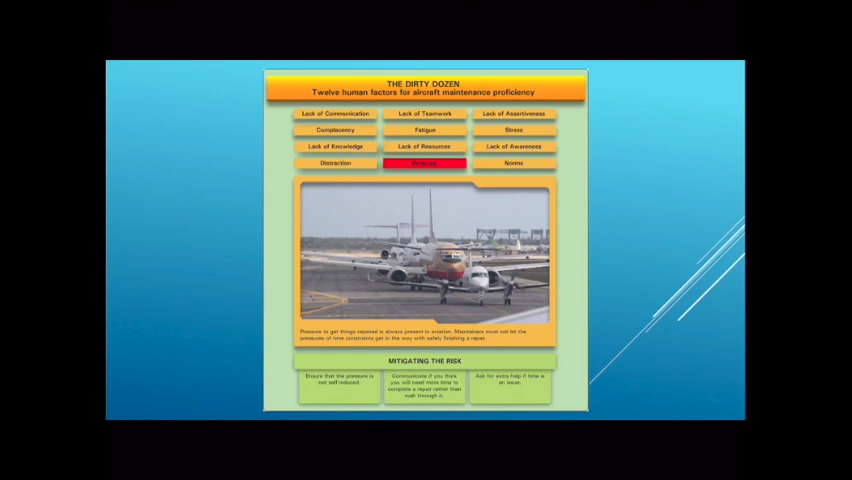 THE DIRTY DOZEN
Twelve human factors for aircraft maintenance proficiency
Lack of Communication
Lack of Teamwork
Lack of Assertiveness
Complacency
Fatigue
Stress
Lack of Knowledge
Lack of Resources
Lack of Awareness
Distraction
Pressure
Norms
Pressure to get things repaired is always present in aviation. Maintainers must not let the
pressures of time constraints get in the way with safely finishing a repair.
MITIGATING THE RISK
Ensure that the pressure is
not self induced.
Communicate if you think
you will need more time to
complete a repair rather than
rush through it.
Ask for extra help if time is
an issue.